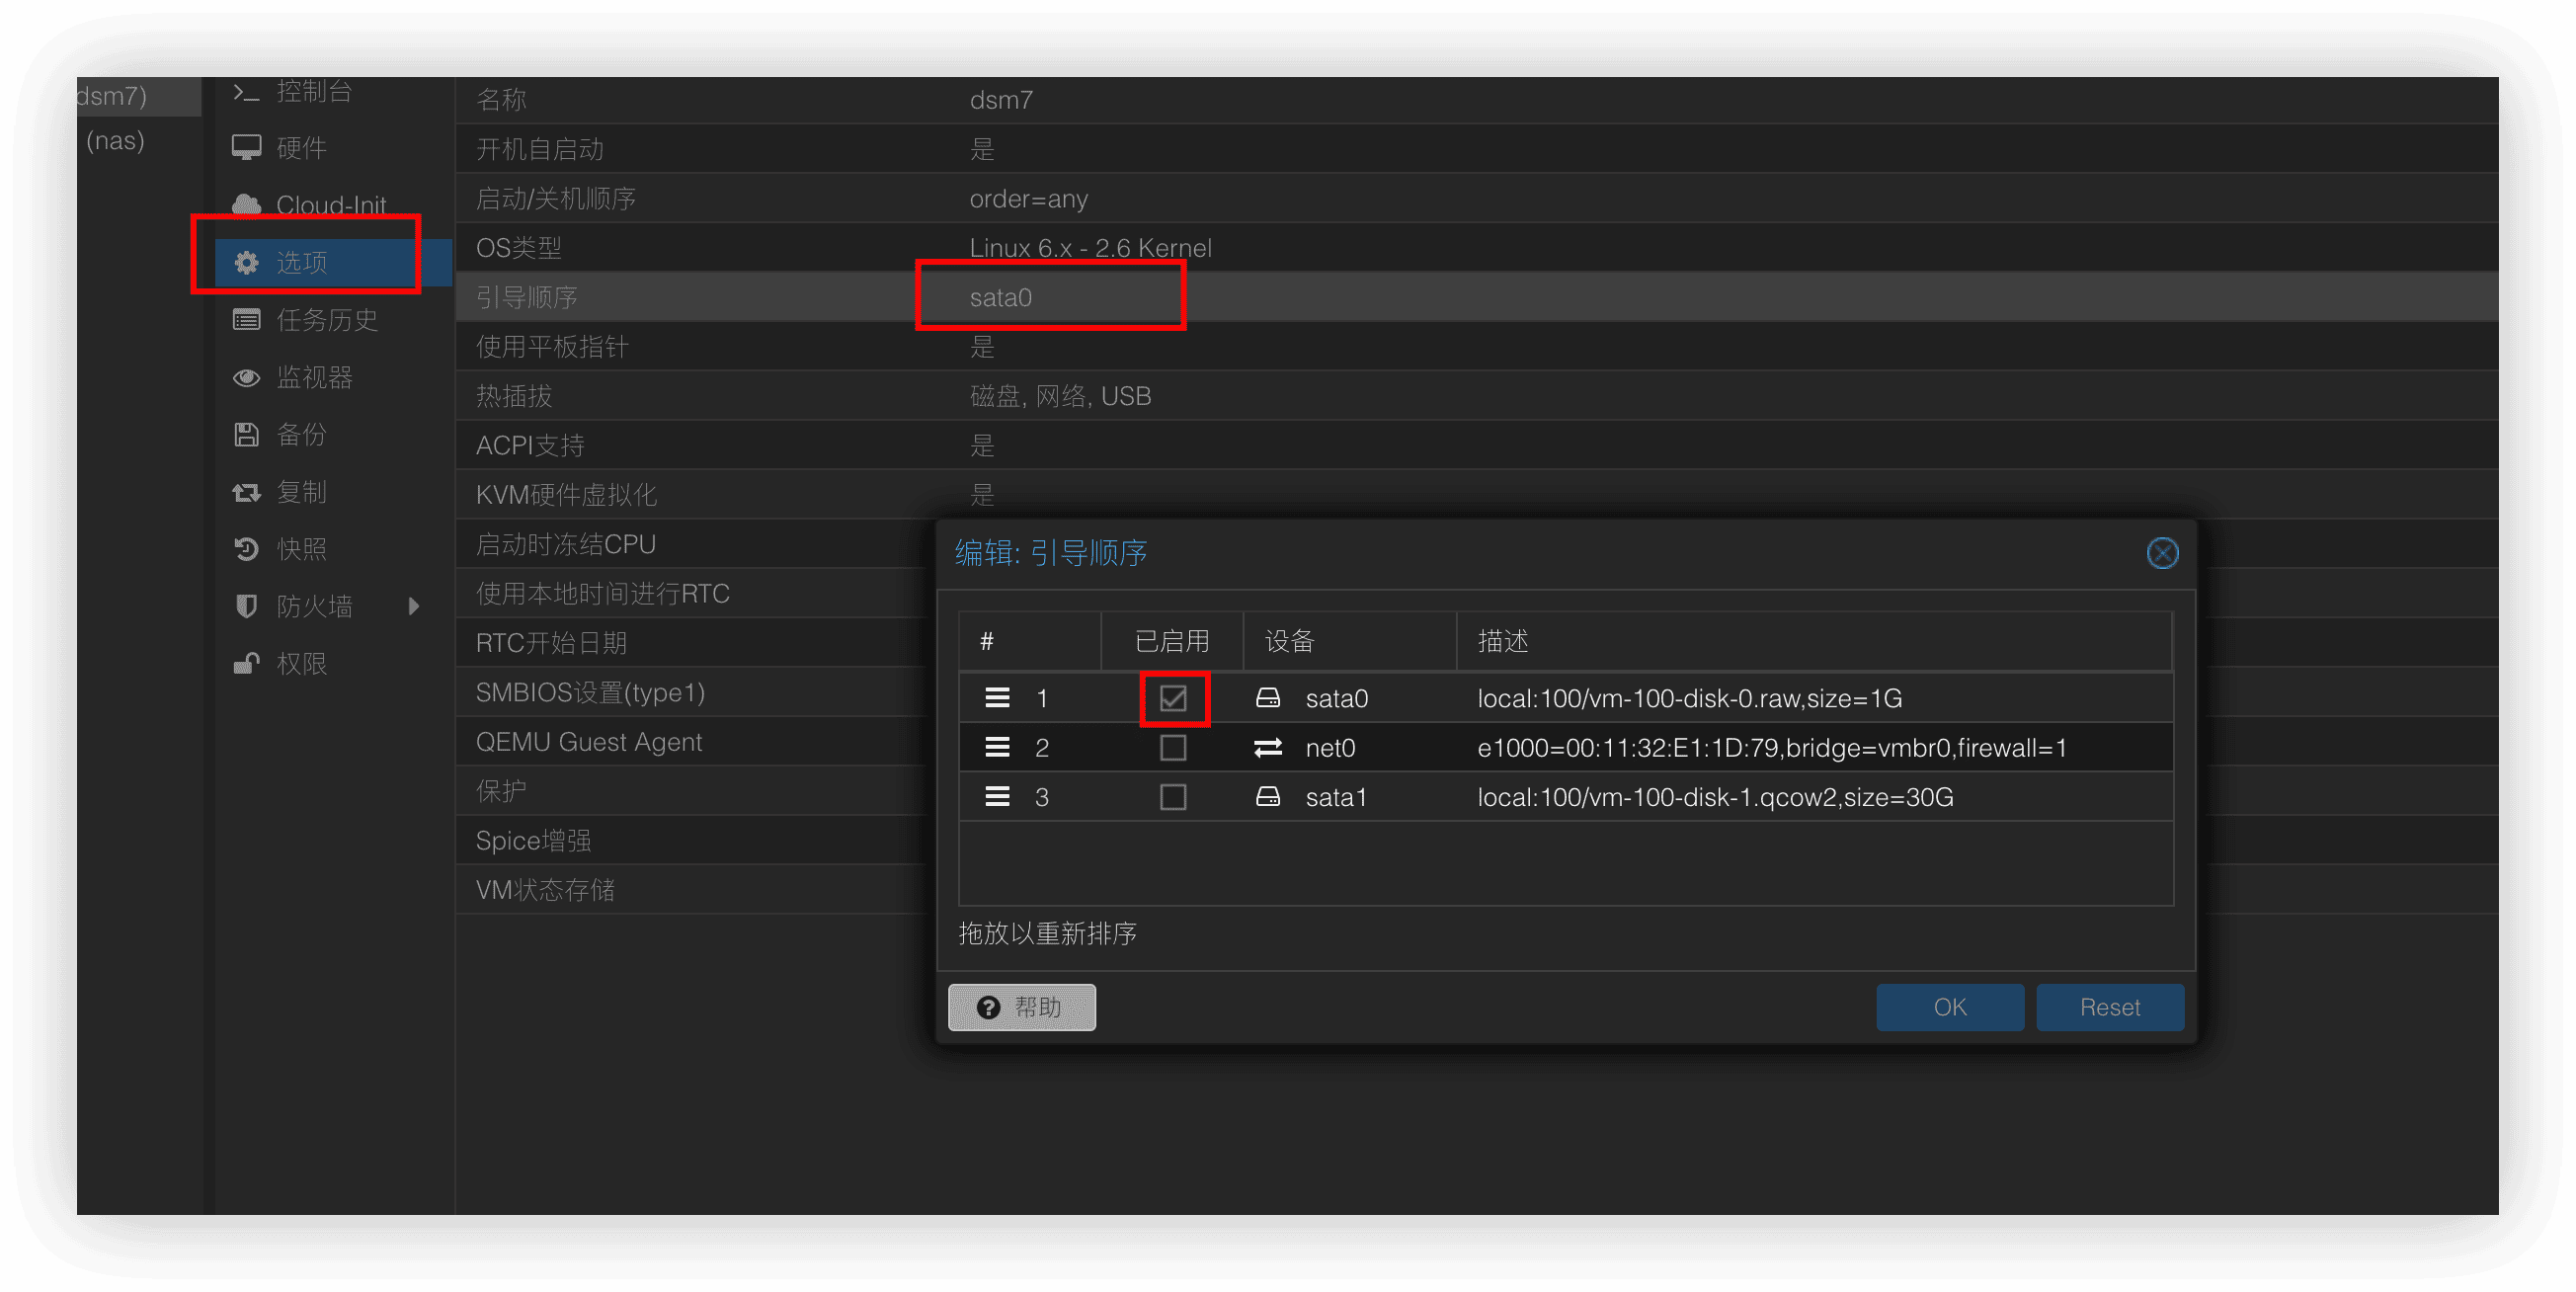 dsm7)
(nas)
控制台
硬件
Cloud-Init
选项
任务历史
监视器
备份
复制
快照
防火墙
权限
名称 dsm7
开机自启动 是
启动/关机顺序 order=any
OS类型 Linux 6.x - 2.6 Kernel
引导顺序 sata0
使用平板指针 是
热插拔 磁盘, 网络, USB
ACPI支持 是
KVM硬件虚拟化 是
启动时冻结CPU
使用本地时间进行RTC
RTC开始日期
SMBIOS设置(type1)
QEMU Guest Agent
保护
Spice增强
VM状态存储
编辑: 引导顺序
# 已启用 设备 描述
1 sata0 local:100/vm-100-disk-0.raw,size=1G
2 net0 e1000=00:11:32:E1:1D:79,bridge=vmbr0,firewall=1
3 sata1 local:100/vm-100-disk-1.qcow2,size=30G
拖放以重新排序
帮助 OK Reset